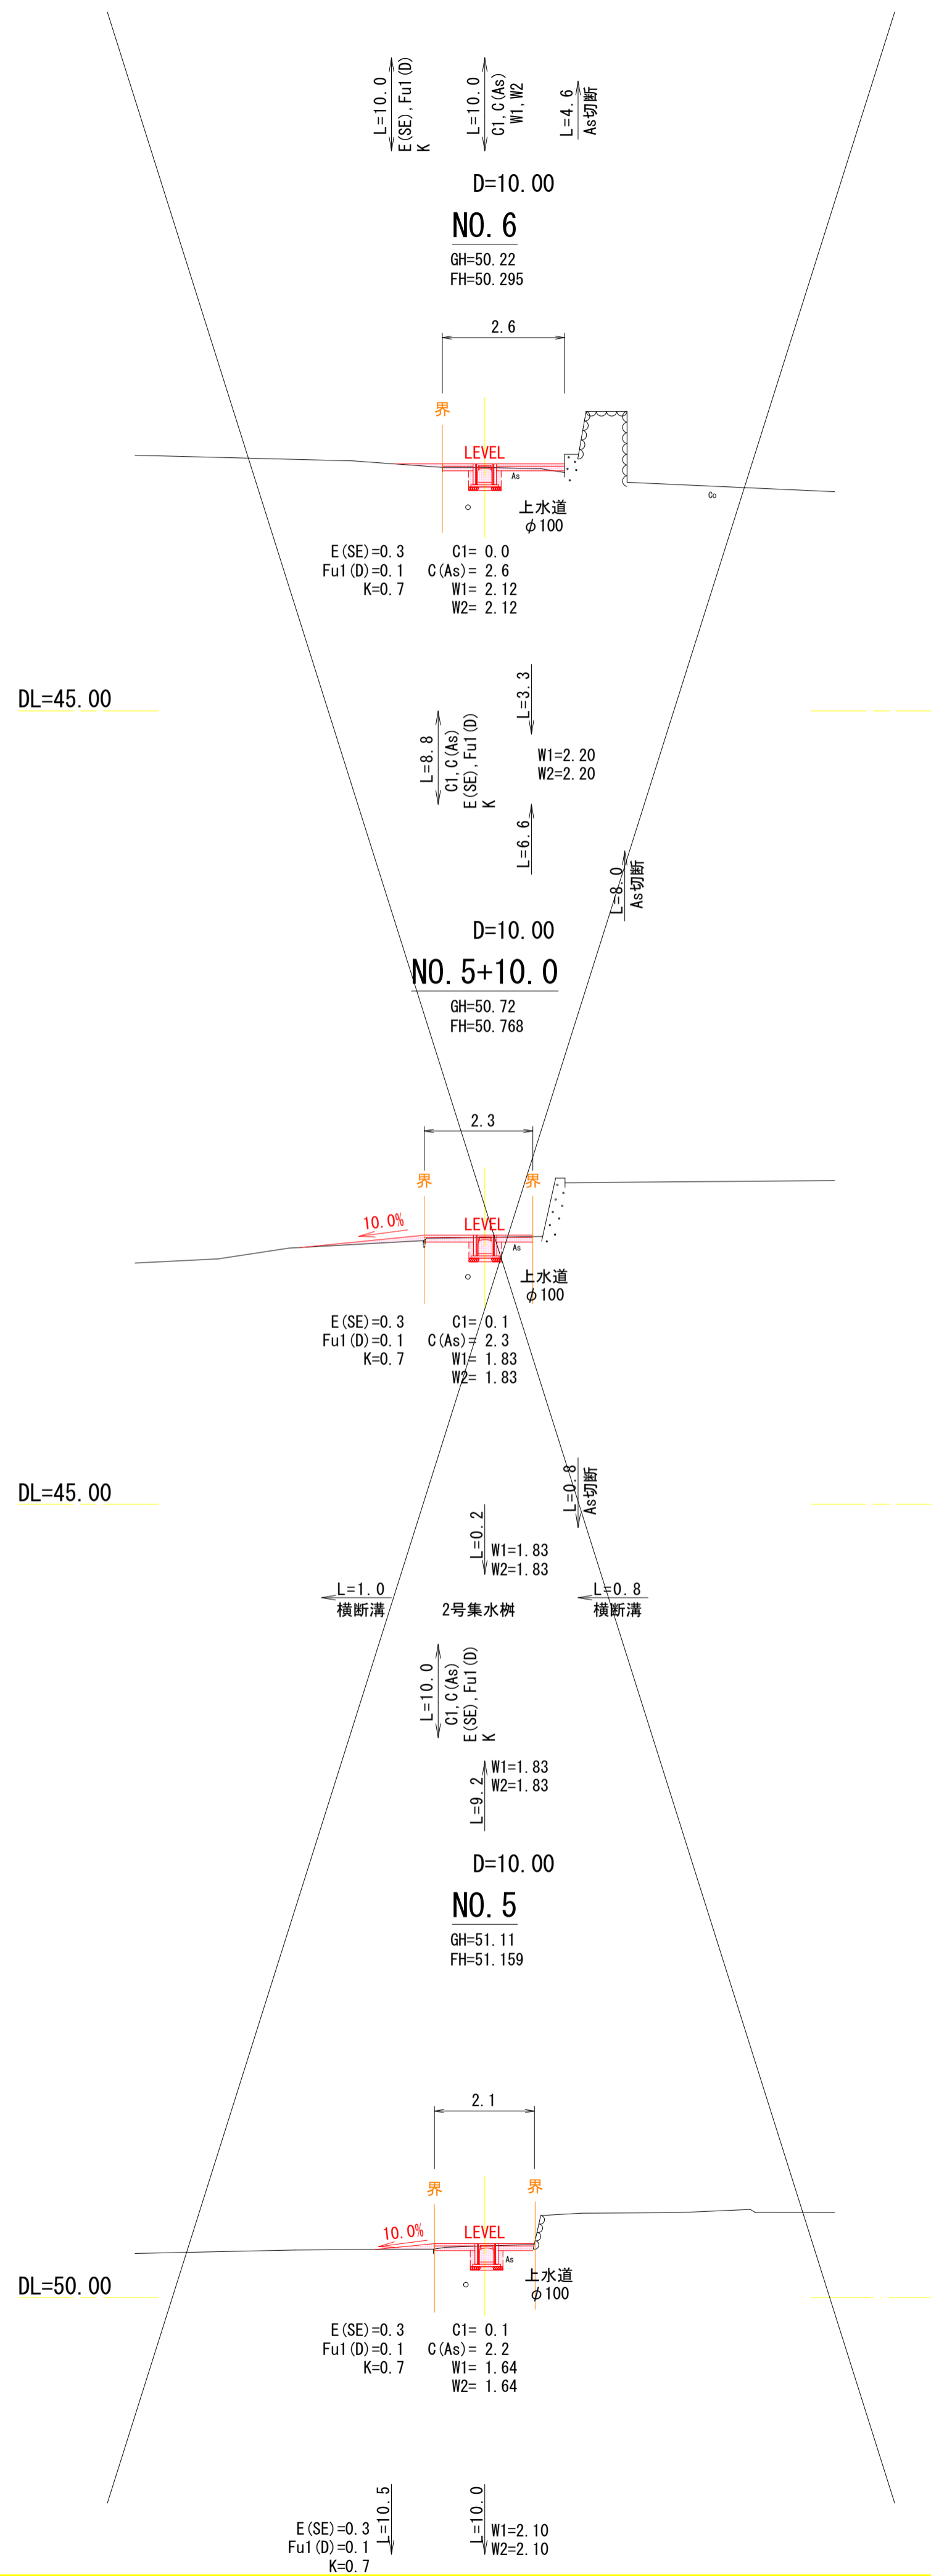 L=10.0
E(SE),Fu1(D)
K
L=10.0
C1,C(As)
W1,W2
L=4.6
As切断
D=10.00
NO.6
GH=50.22
FH=50.295
2.6
界
LEVEL
As
Co
上水道
φ100
E(SE)=0.3
Fu1(D)=0.1
K=0.7
C1= 0.0
C(As)= 2.6
W1= 2.12
W2= 2.12
DL=45.00
L=3.3
L=8.8
C1,C(As)
E(SE),Fu1(D)
K
W1=2.20
W2=2.20
L=6.6
L=8.0
As切断
D=10.00
NO.5+10.0
GH=50.72
FH=50.768
2.3
界
界
10.0%
LEVEL
As
上水道
φ100
E(SE)=0.3
Fu1(D)=0.1
K=0.7
C1= 0.1
C(As)= 2.3
W1= 1.83
W2= 1.83
DL=45.00
L=0.8
As切断
L=0.2
W1=1.83
W2=1.83
L=1.0
横断溝
2号集水桝
L=0.8
横断溝
L=10.0
C1,C(As)
E(SE),Fu1(D)
K
L=9.2
W1=1.83
W2=1.83
D=10.00
NO.5
GH=51.11
FH=51.159
2.1
界
界
10.0%
LEVEL
As
上水道
φ100
DL=50.00
E(SE)=0.3
Fu1(D)=0.1
K=0.7
C1= 0.1
C(As)= 2.2
W1= 1.64
W2= 1.64
L=10.5
E(SE)=0.3
Fu1(D)=0.1
K=0.7
L=10.0
W1=2.10
W2=2.10